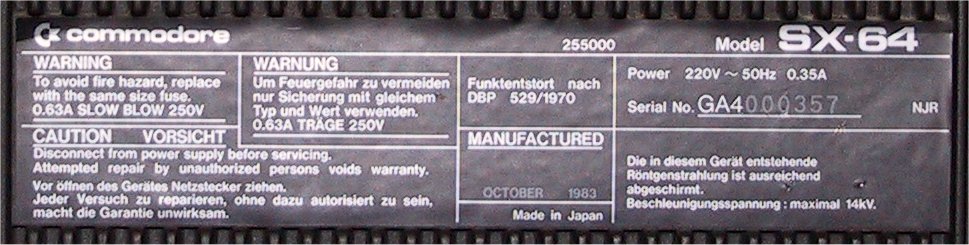 commodore
255000 Model SX-64
WARNING
To avoid fire hazard, replace
with the same size fuse.
0.63A SLOW BLOW 250V
WARNUNG
Um Feuergefahr zu vermeiden
nur Sicherung mit gleichem
Typ und Wert verwenden.
0.63A TRÄGE 250V
CAUTION VORSICHT
Disconnect from power supply before servicing.
Attempted repair by unauthorized persons voids warranty.
Vor öffnen des Gerätes Netzstecker ziehen.
Jeder Versuch zu reparieren, ohne dazu autorisiert zu sein,
macht die Garantie unwirksam.
Funktentstört nach
DBP 529/1970
MANUFACTURED
OCTOBER 1983
Made in Japan
Power 220V ~ 50Hz 0.35A
Serial No. GA4000357 NJR
Die in diesem Gerät entstehende
Röntgenstrahlung ist ausreichend
abgeschirmt.
Beschleunigungsspannung : maximal 14kV.